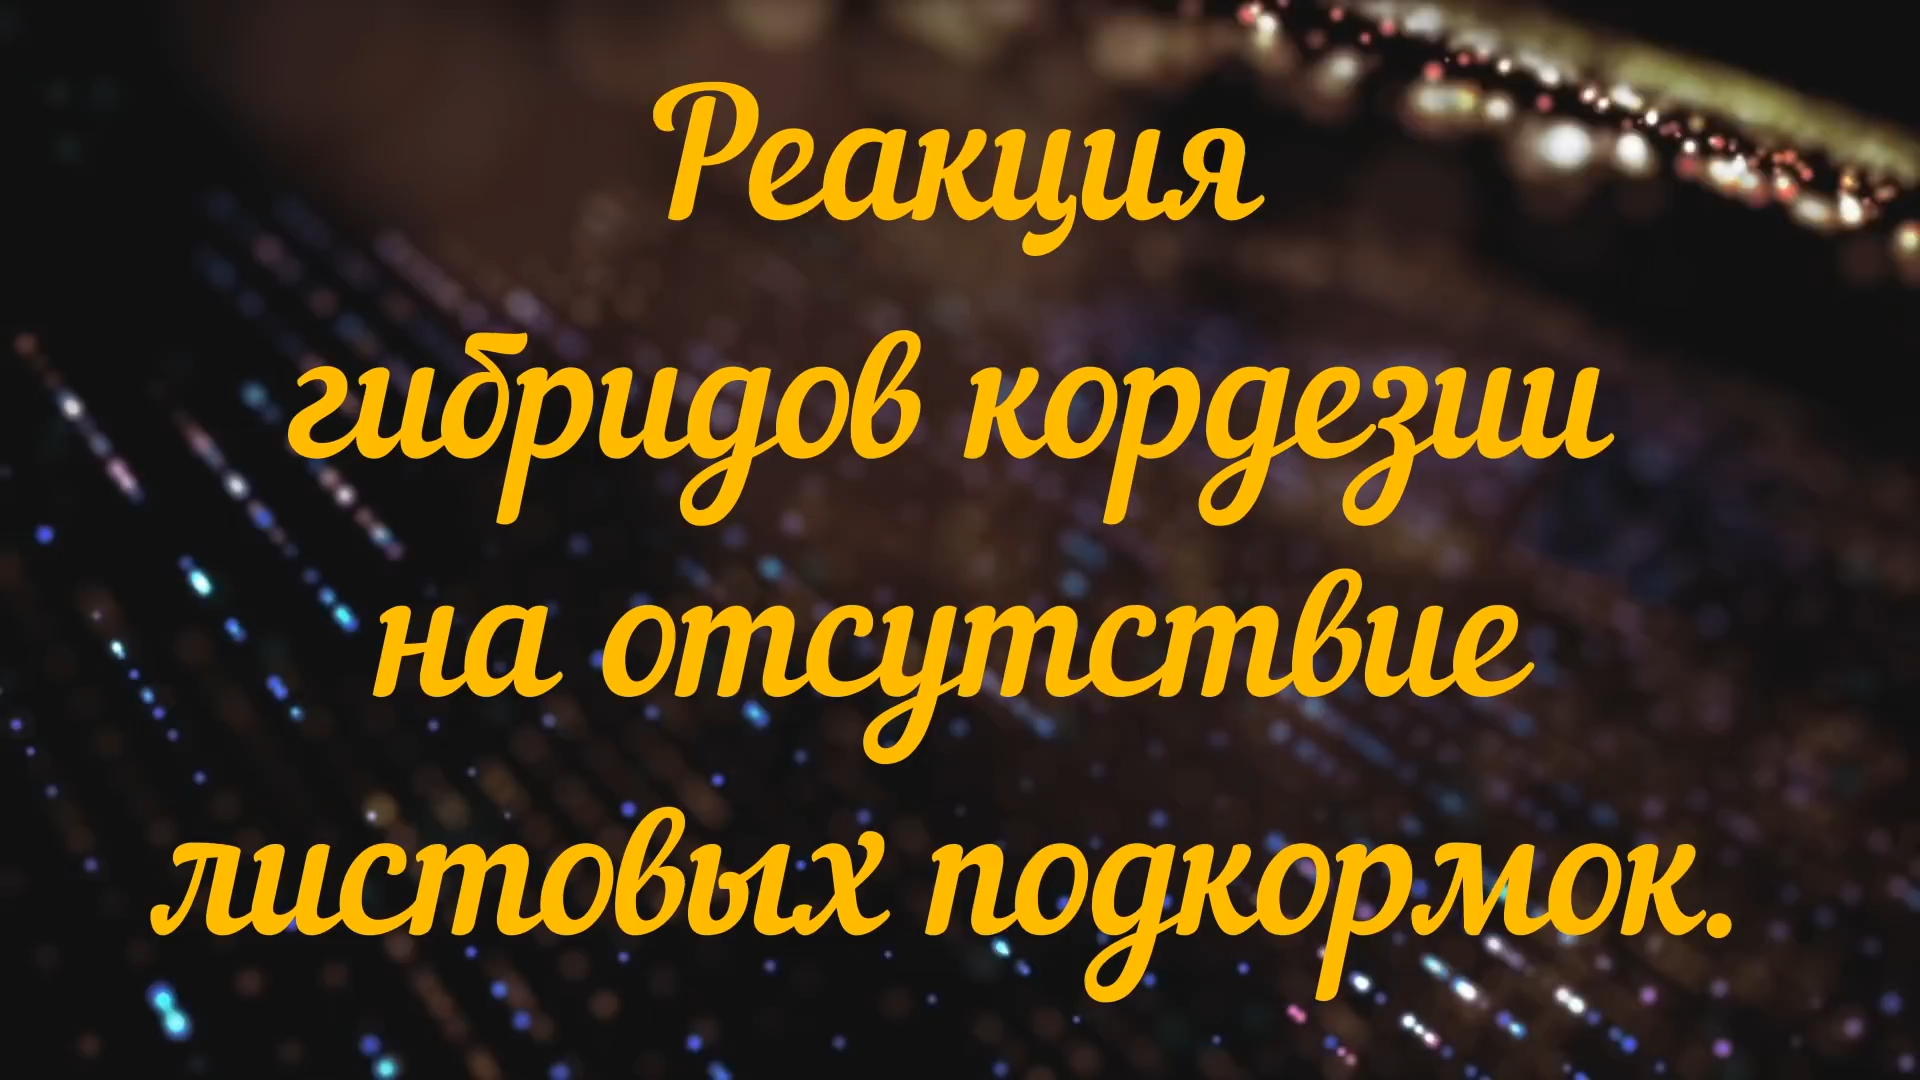 Реакция
гибридов кордезии
на отсутствие
листовых подкормок.